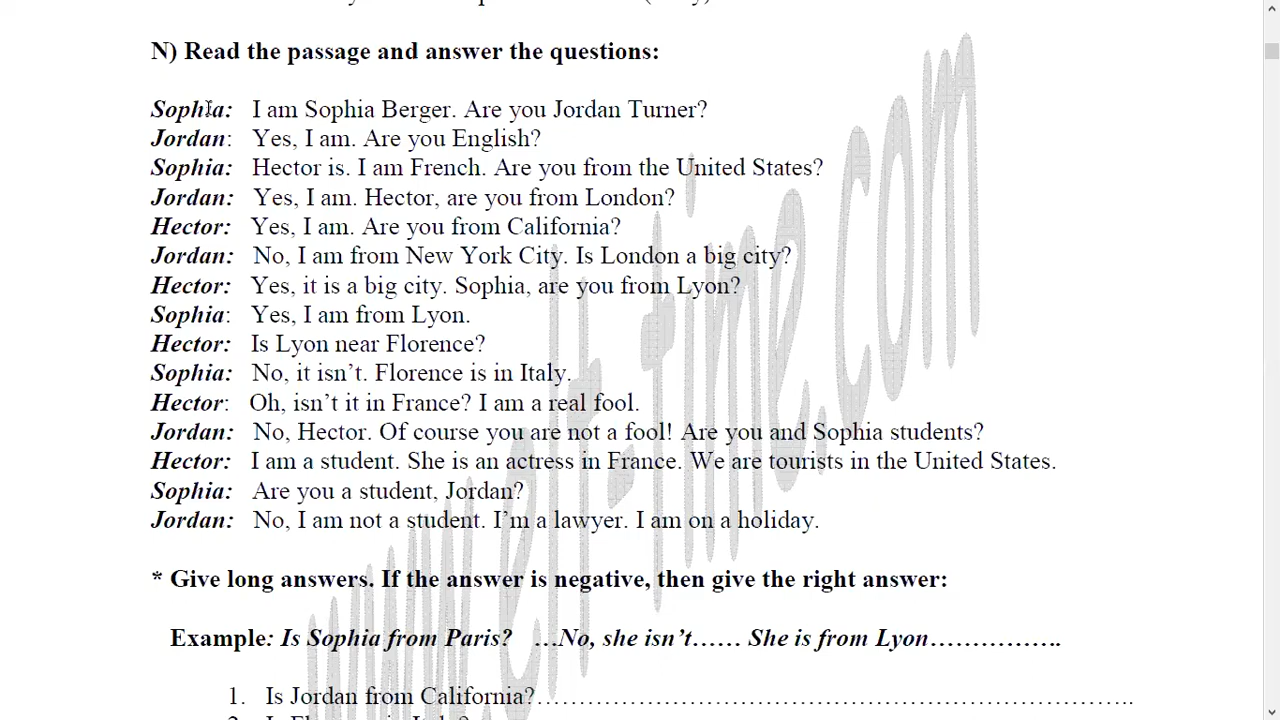 N) Read the passage and answer the questions:
Sophia: I am Sophia Berger. Are you Jordan Turner?
Jordan: Yes, I am. Are you English?
Sophia: Hector is. I am French. Are you from the United States?
Jordan: Yes, I am. Hector, are you from London?
Hector: Yes, I am. Are you from California?
Jordan: No, I am from New York City. Is London a big city?
Hector: Yes, it is a big city. Sophia, are you from Lyon?
Sophia: Yes, I am from Lyon.
Hector: Is Lyon near Florence?
Sophia: No, it isn’t. Florence is in Italy.
Hector: Oh, isn’t it in France? I am a real fool.
Jordan: No, Hector. Of course you are not a fool! Are you and Sophia students?
Hector: I am a student. She is an actress in France. We are tourists in the United States.
Sophia: Are you a student, Jordan?
Jordan: No, I am not a student. I’m a lawyer. I am on a holiday.
* Give long answers. If the answer is negative, then give the right answer:
Example: Is Sophia from Paris? …No, she isn’t…… She is from Lyon……………..
1. Is Jordan from California?……………………………………………………………..
www.elt-time.com